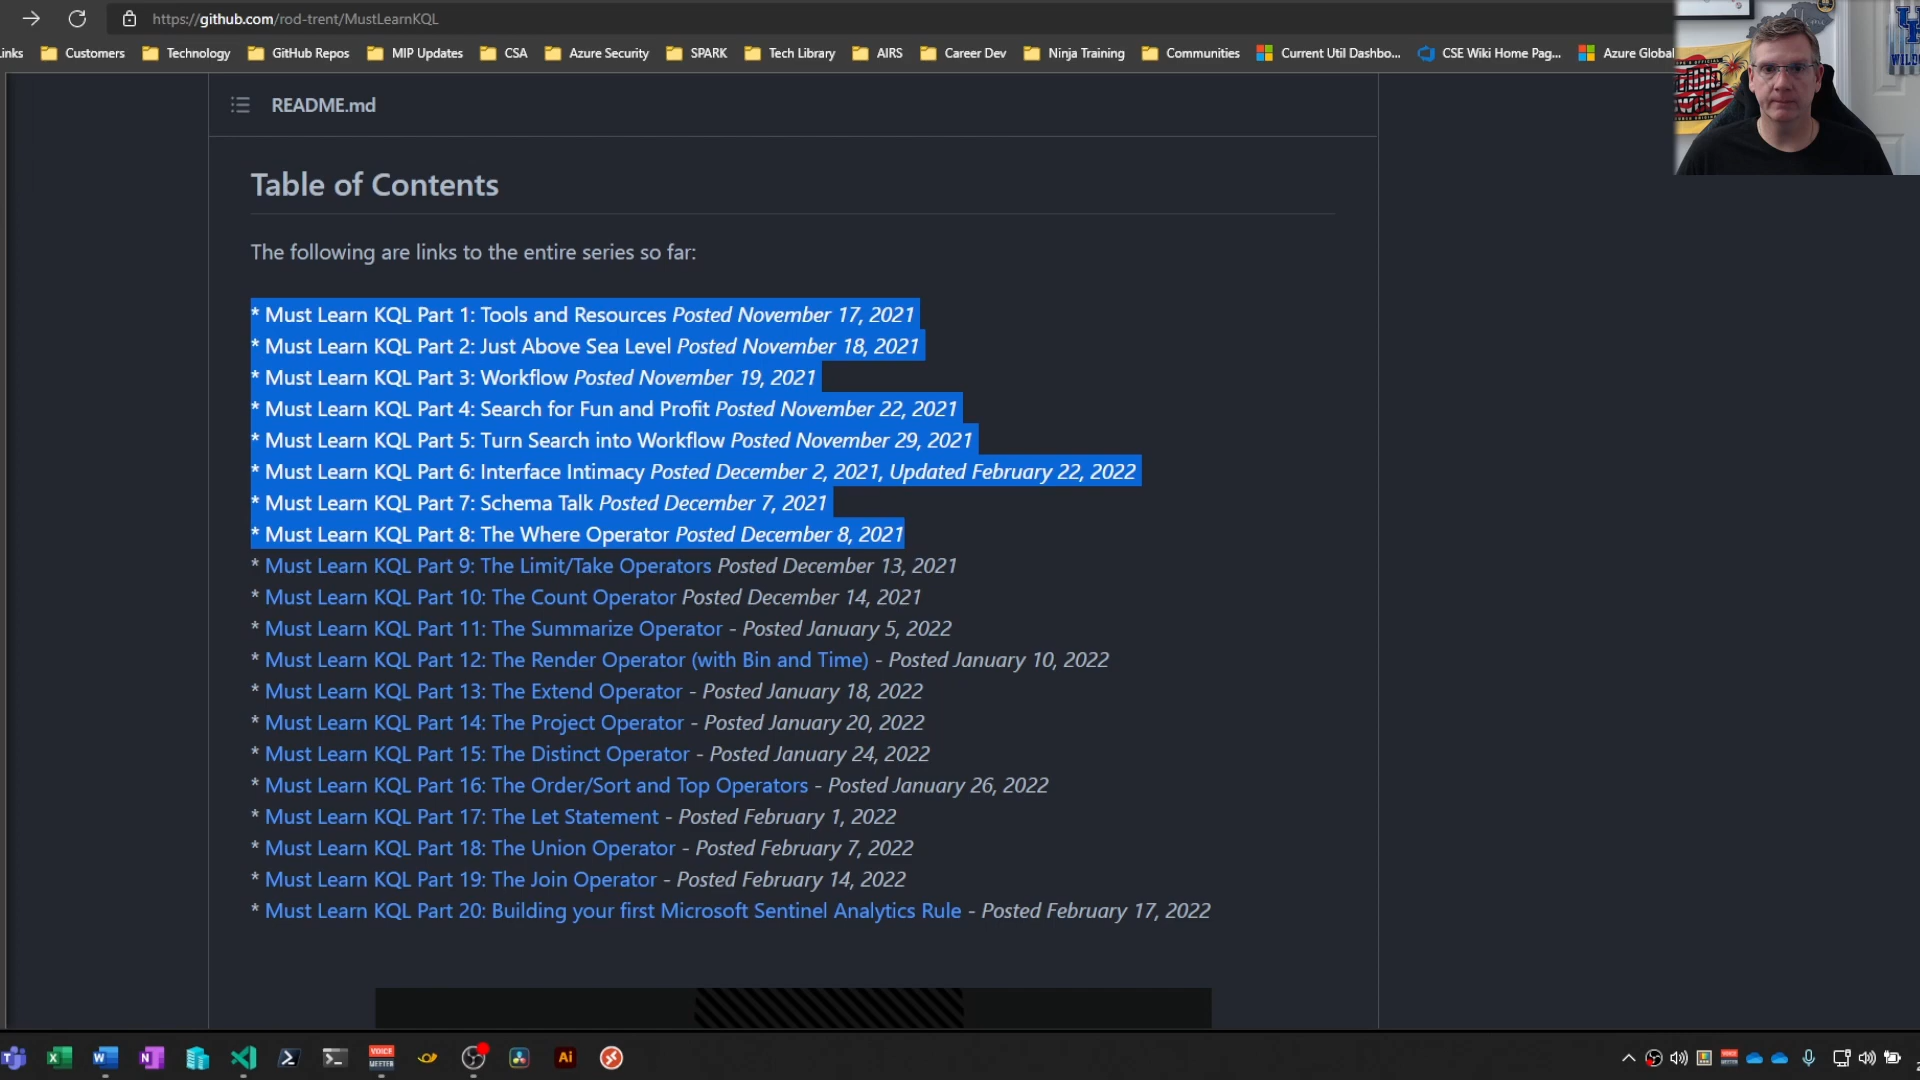 https://github.com/rod-trent/MustLearnKQL
inks Customers Technology GitHub Repos MIP Updates CSA Azure Security SPARK Tech Library AIRS Career Dev Ninja Training Communities Current Util Dashbo... CSE Wiki Home Pag... Azure Global
README.md
Table of Contents
The following are links to the entire series so far:
* Must Learn KQL Part 1: Tools and Resources Posted November 17, 2021
* Must Learn KQL Part 2: Just Above Sea Level Posted November 18, 2021
* Must Learn KQL Part 3: Workflow Posted November 19, 2021
* Must Learn KQL Part 4: Search for Fun and Profit Posted November 22, 2021
* Must Learn KQL Part 5: Turn Search into Workflow Posted November 29, 2021
* Must Learn KQL Part 6: Interface Intimacy Posted December 2, 2021, Updated February 22, 2022
* Must Learn KQL Part 7: Schema Talk Posted December 7, 2021
* Must Learn KQL Part 8: The Where Operator Posted December 8, 2021
* Must Learn KQL Part 9: The Limit/Take Operators Posted December 13, 2021
* Must Learn KQL Part 10: The Count Operator Posted December 14, 2021
* Must Learn KQL Part 11: The Summarize Operator - Posted January 5, 2022
* Must Learn KQL Part 12: The Render Operator (with Bin and Time) - Posted January 10, 2022
* Must Learn KQL Part 13: The Extend Operator - Posted January 18, 2022
* Must Learn KQL Part 14: The Project Operator - Posted January 20, 2022
* Must Learn KQL Part 15: The Distinct Operator - Posted January 24, 2022
* Must Learn KQL Part 16: The Order/Sort and Top Operators - Posted January 26, 2022
* Must Learn KQL Part 17: The Let Statement - Posted February 1, 2022
* Must Learn KQL Part 18: The Union Operator - Posted February 7, 2022
* Must Learn KQL Part 19: The Join Operator - Posted February 14, 2022
* Must Learn KQL Part 20: Building your first Microsoft Sentinel Analytics Rule - Posted February 17, 2022
VOICE
MEETER
Ai